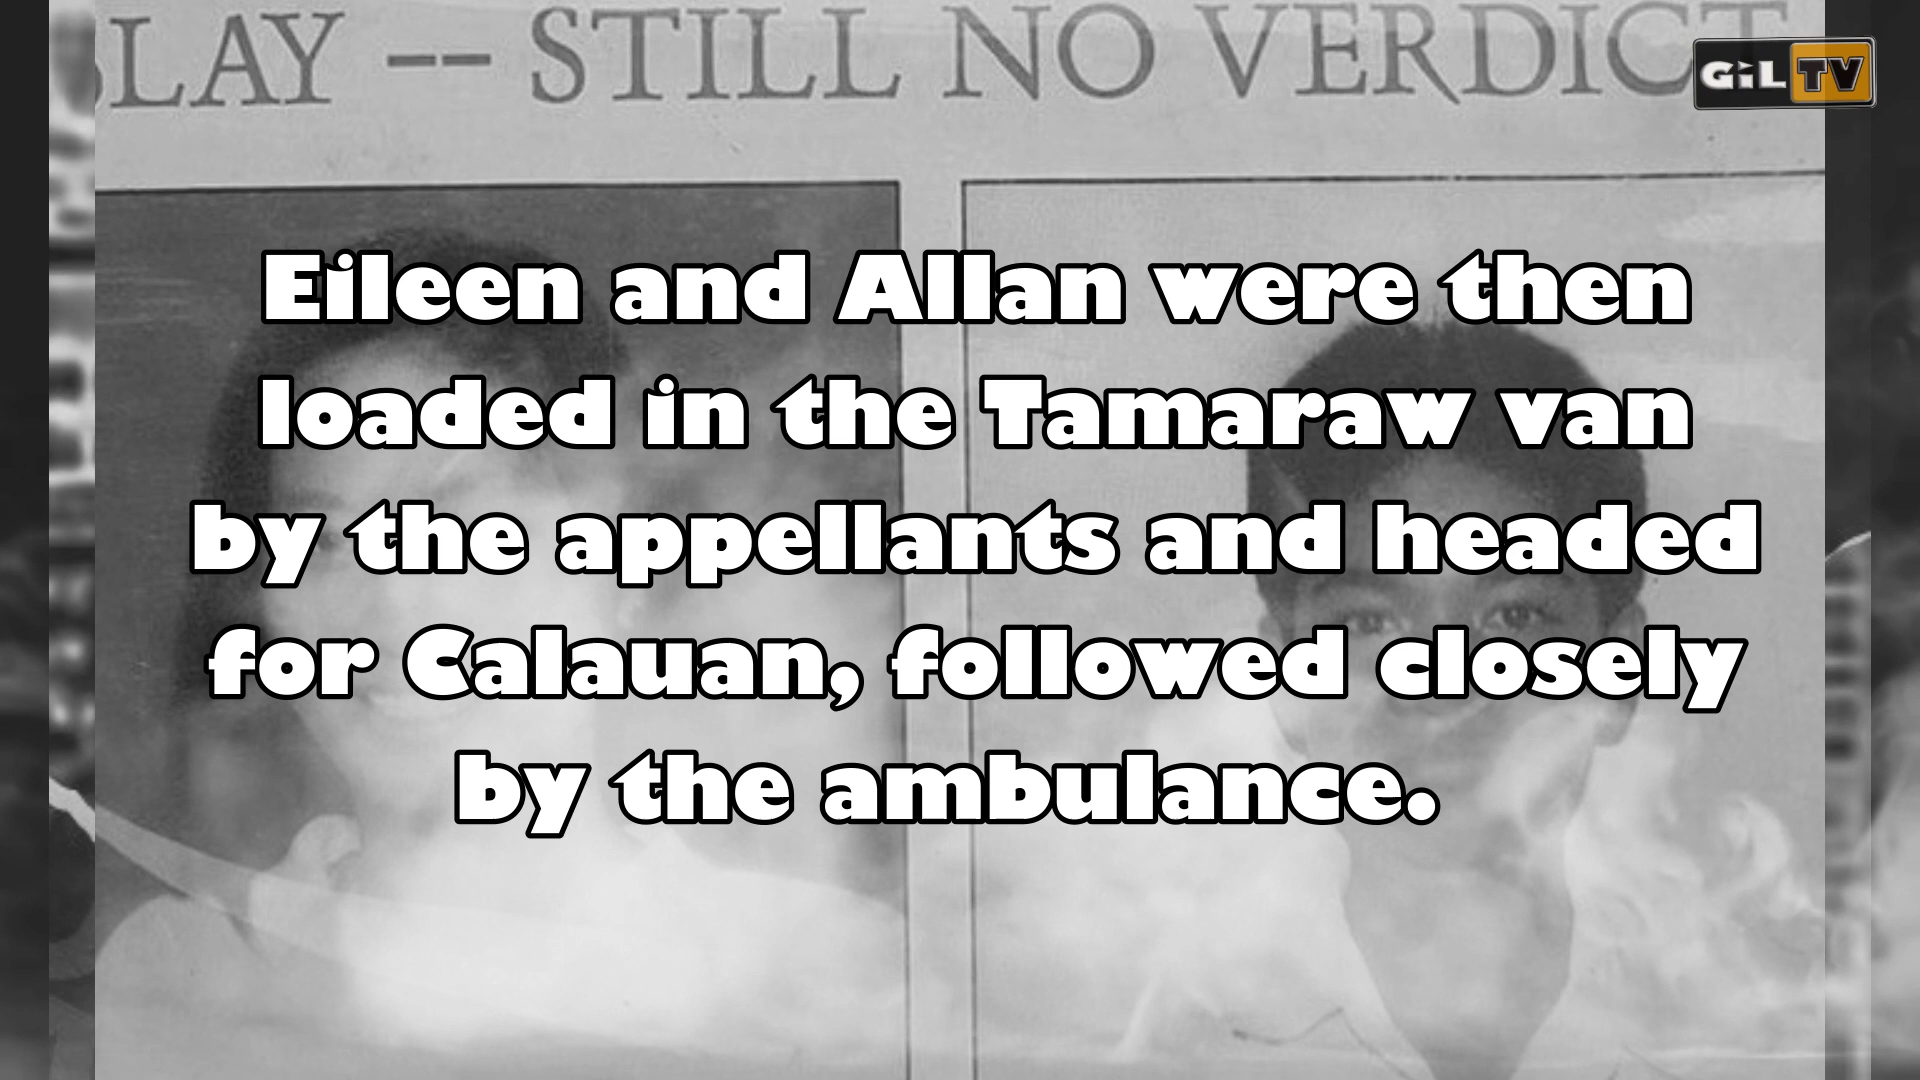 SLAY -- STILL NO VERDICT
GiL TV
Eileen and Allan were then
loaded in the Tamaraw van
by the appellants and headed
for Calauan, followed closely
by the ambulance.